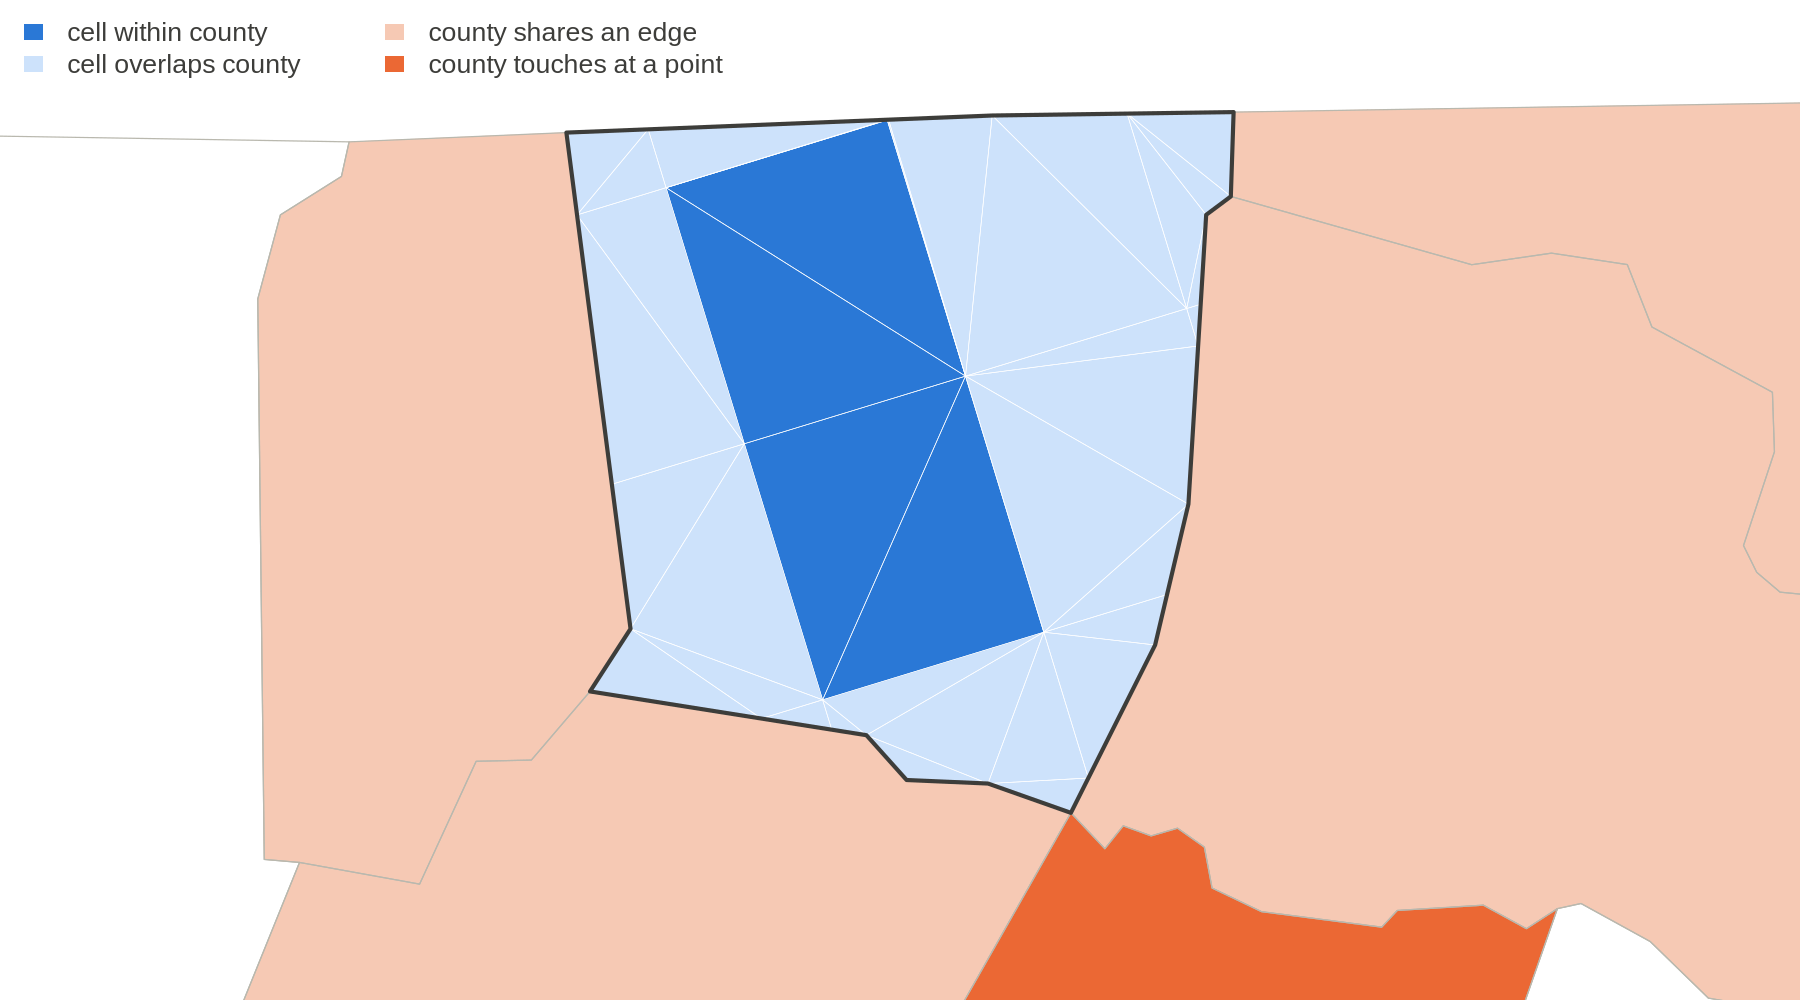 cell within county
cell overlaps county
county shares an edge
county touches at a point